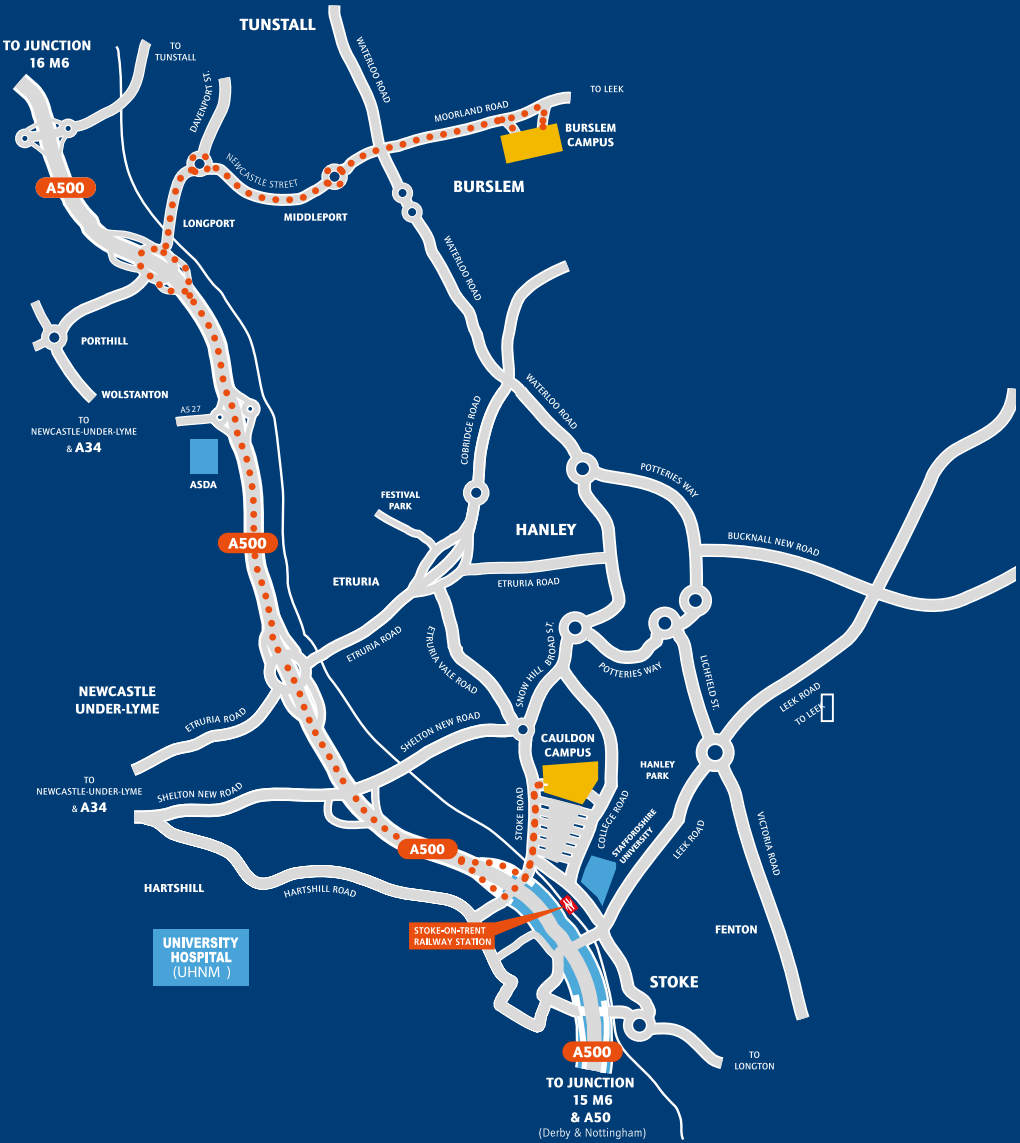 TUNSTALL
TO JUNCTION
16 M6
TO
TUNSTALL
WATERLOO ROAD
DAVENPORT ST.
TO LEEK
MOORLAND ROAD
BURSLEM
CAMPUS
NEWCASTLE STREET
A500
BURSLEM
MIDDLEPORT
LONGPORT
WATERLOO ROAD
PORTHILL
WOLSTANTON
A527
TO
NEWCASTLE-UNDER-LYME
& A34
ASDA
COBRIDGE ROAD
WATERLOO ROAD
POTTERIES WAY
FESTIVAL
PARK
HANLEY
BUCKNALL NEW ROAD
A500
ETRURIA
ETRURIA ROAD
ETRURIA ROAD
ETRURIA VALE ROAD
BROAD ST.
SNOW HILL
POTTERIES WAY
LICHFIELD ST.
LEEK ROAD
TO LEEK
NEWCASTLE
UNDER-LYME
ETRURIA ROAD
SHELTON NEW ROAD
CAULDON
CAMPUS
HANLEY
PARK
TO
NEWCASTLE-UNDER-LYME
& A34
SHELTON NEW ROAD
STOKE ROAD
COLLEGE ROAD
STAFFORDSHIRE
UNIVERSITY
LEEK ROAD
VICTORIA ROAD
A500
HARTSHILL
HARTSHILL ROAD
STOKE-ON-TRENT
RAILWAY STATION
FENTON
UNIVERSITY
HOSPITAL
(UHNM )
STOKE
A500
TO
LONGTON
TO JUNCTION
15 M6
& A50
(Derby & Nottingham)